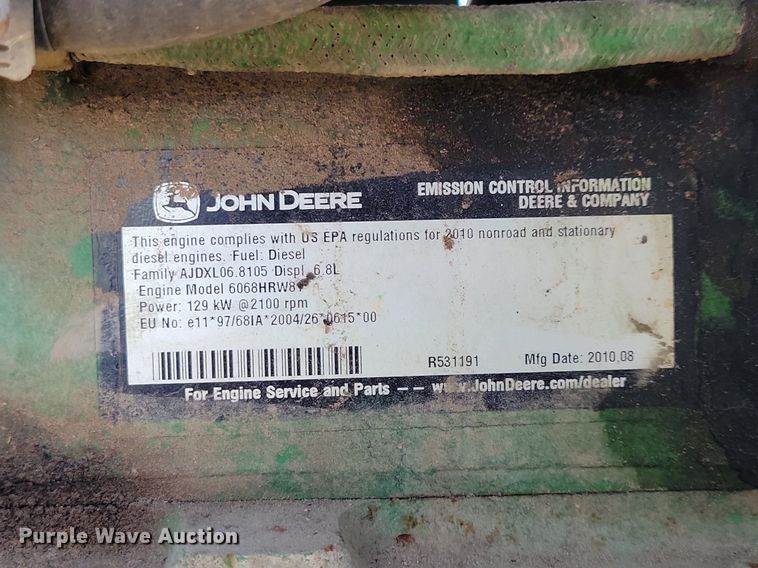 JOHN DEERE
EMISSION CONTROL INFORMATION
DEERE & COMPANY
This engine complies with US EPA regulations for 2010 nonroad and stationary
diesel engines. Fuel: Diesel
Family AJDXL06.8105 Displ. 6.8L
Engine Model 6068HRW81
Power: 129 kW @2100 rpm
EU No: e11*97/68IA*2004/26*0615*00
R531191 Mfg Date: 2010,08
For Engine Service and Parts -- www.JohnDeere.com/dealer
Purple Wave Auction